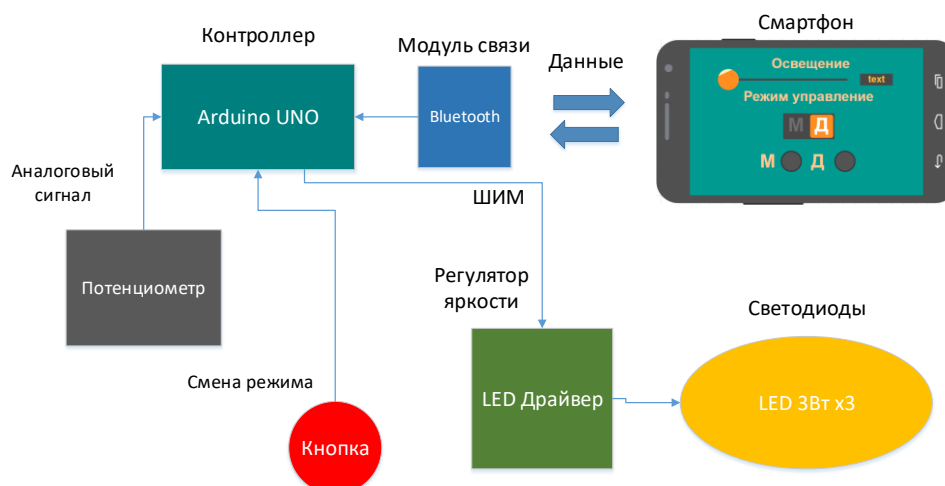 Смартфон
Контроллер
Модуль связи
Данные
Освещение
text
Режим управление
Arduino UNO
Bluetooth
М Д
М Д
Аналоговый
сигнал
ШИМ
Потенциометр
Регулятор
яркости
Светодиоды
Смена режима
LED Драйвер
LED 3Вт x3
Кнопка